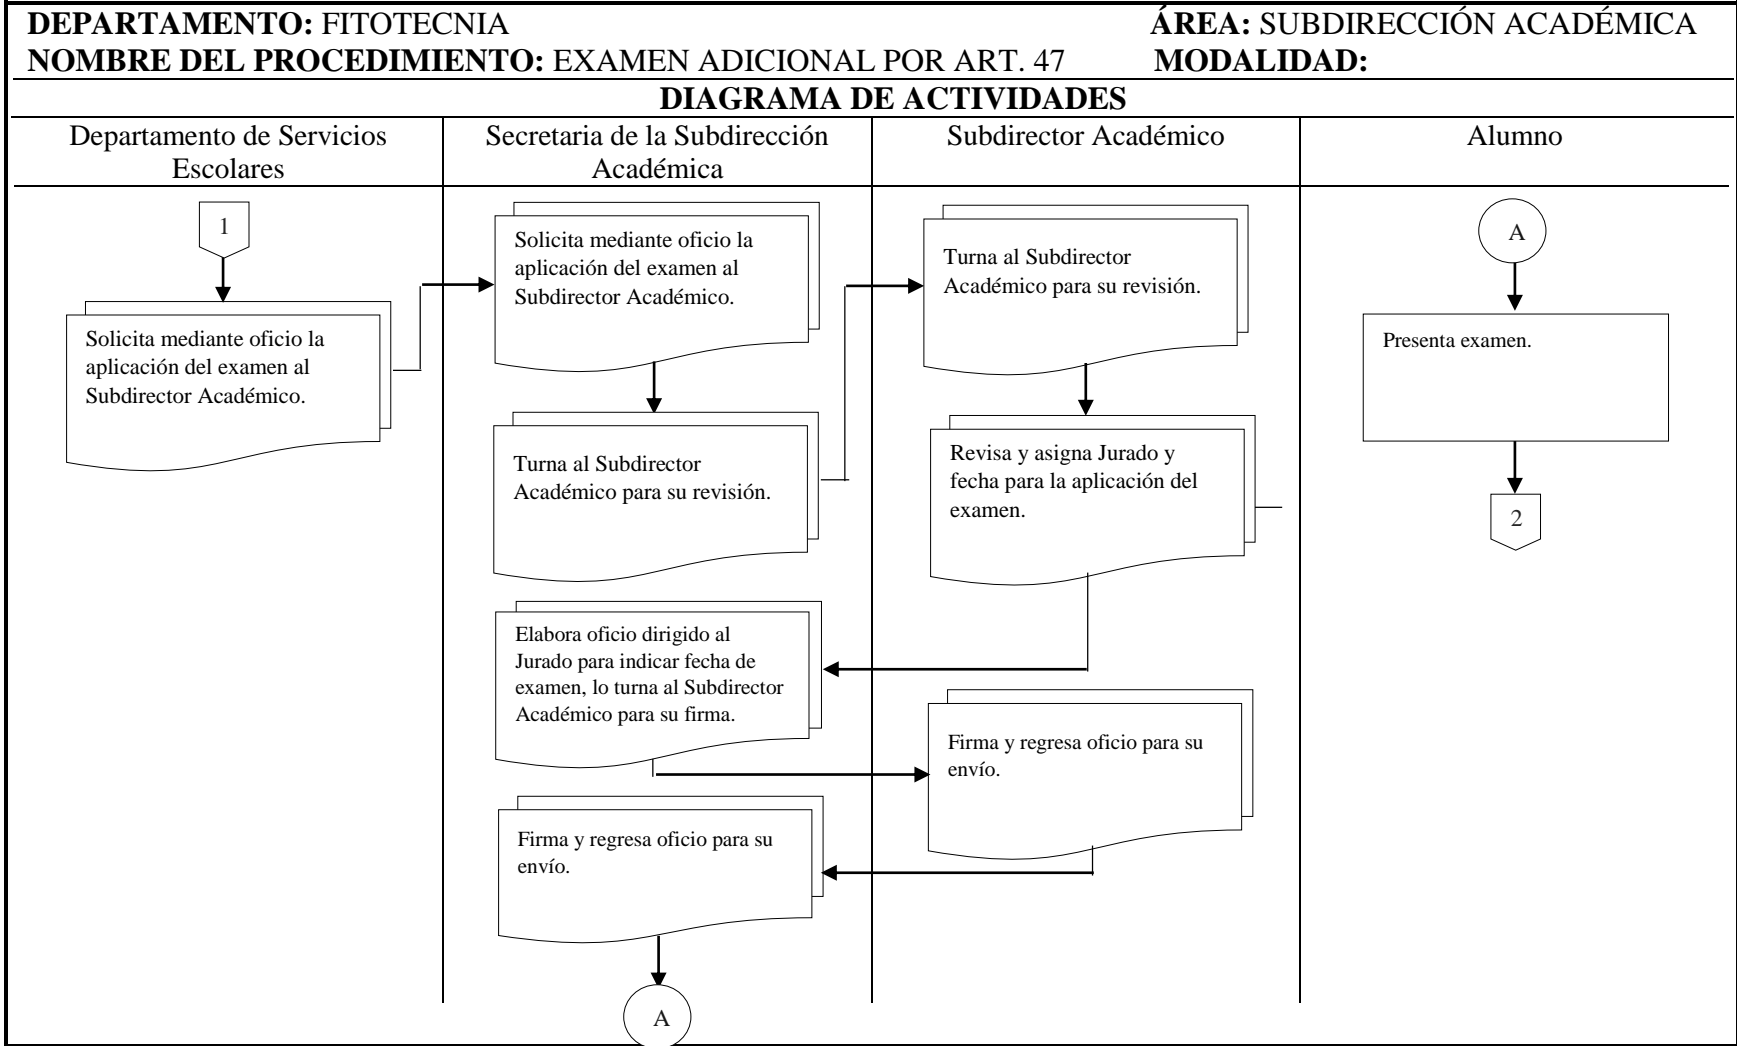 DEPARTAMENTO: FITOTECNIA ÁREA: SUBDIRECCIÓN ACADÉMICA
NOMBRE DEL PROCEDIMIENTO: EXAMEN ADICIONAL POR ART. 47 MODALIDAD:
DIAGRAMA DE ACTIVIDADES
Departamento de Servicios
Escolares
Secretaria de la Subdirección
Académica
Subdirector Académico
Alumno
1
Solicita mediante oficio la
aplicación del examen al
Subdirector Académico.
Solicita mediante oficio la
aplicación del examen al
Subdirector Académico.
Turna al Subdirector
Académico para su revisión.
Elabora oficio dirigido al
Jurado para indicar fecha de
examen, lo turna al Subdirector
Académico para su firma.
Firma y regresa oficio para su
envío.
A
Turna al Subdirector
Académico para su revisión.
Revisa y asigna Jurado y
fecha para la aplicación del
examen.
Firma y regresa oficio para su
envío.
A
Presenta examen.
2